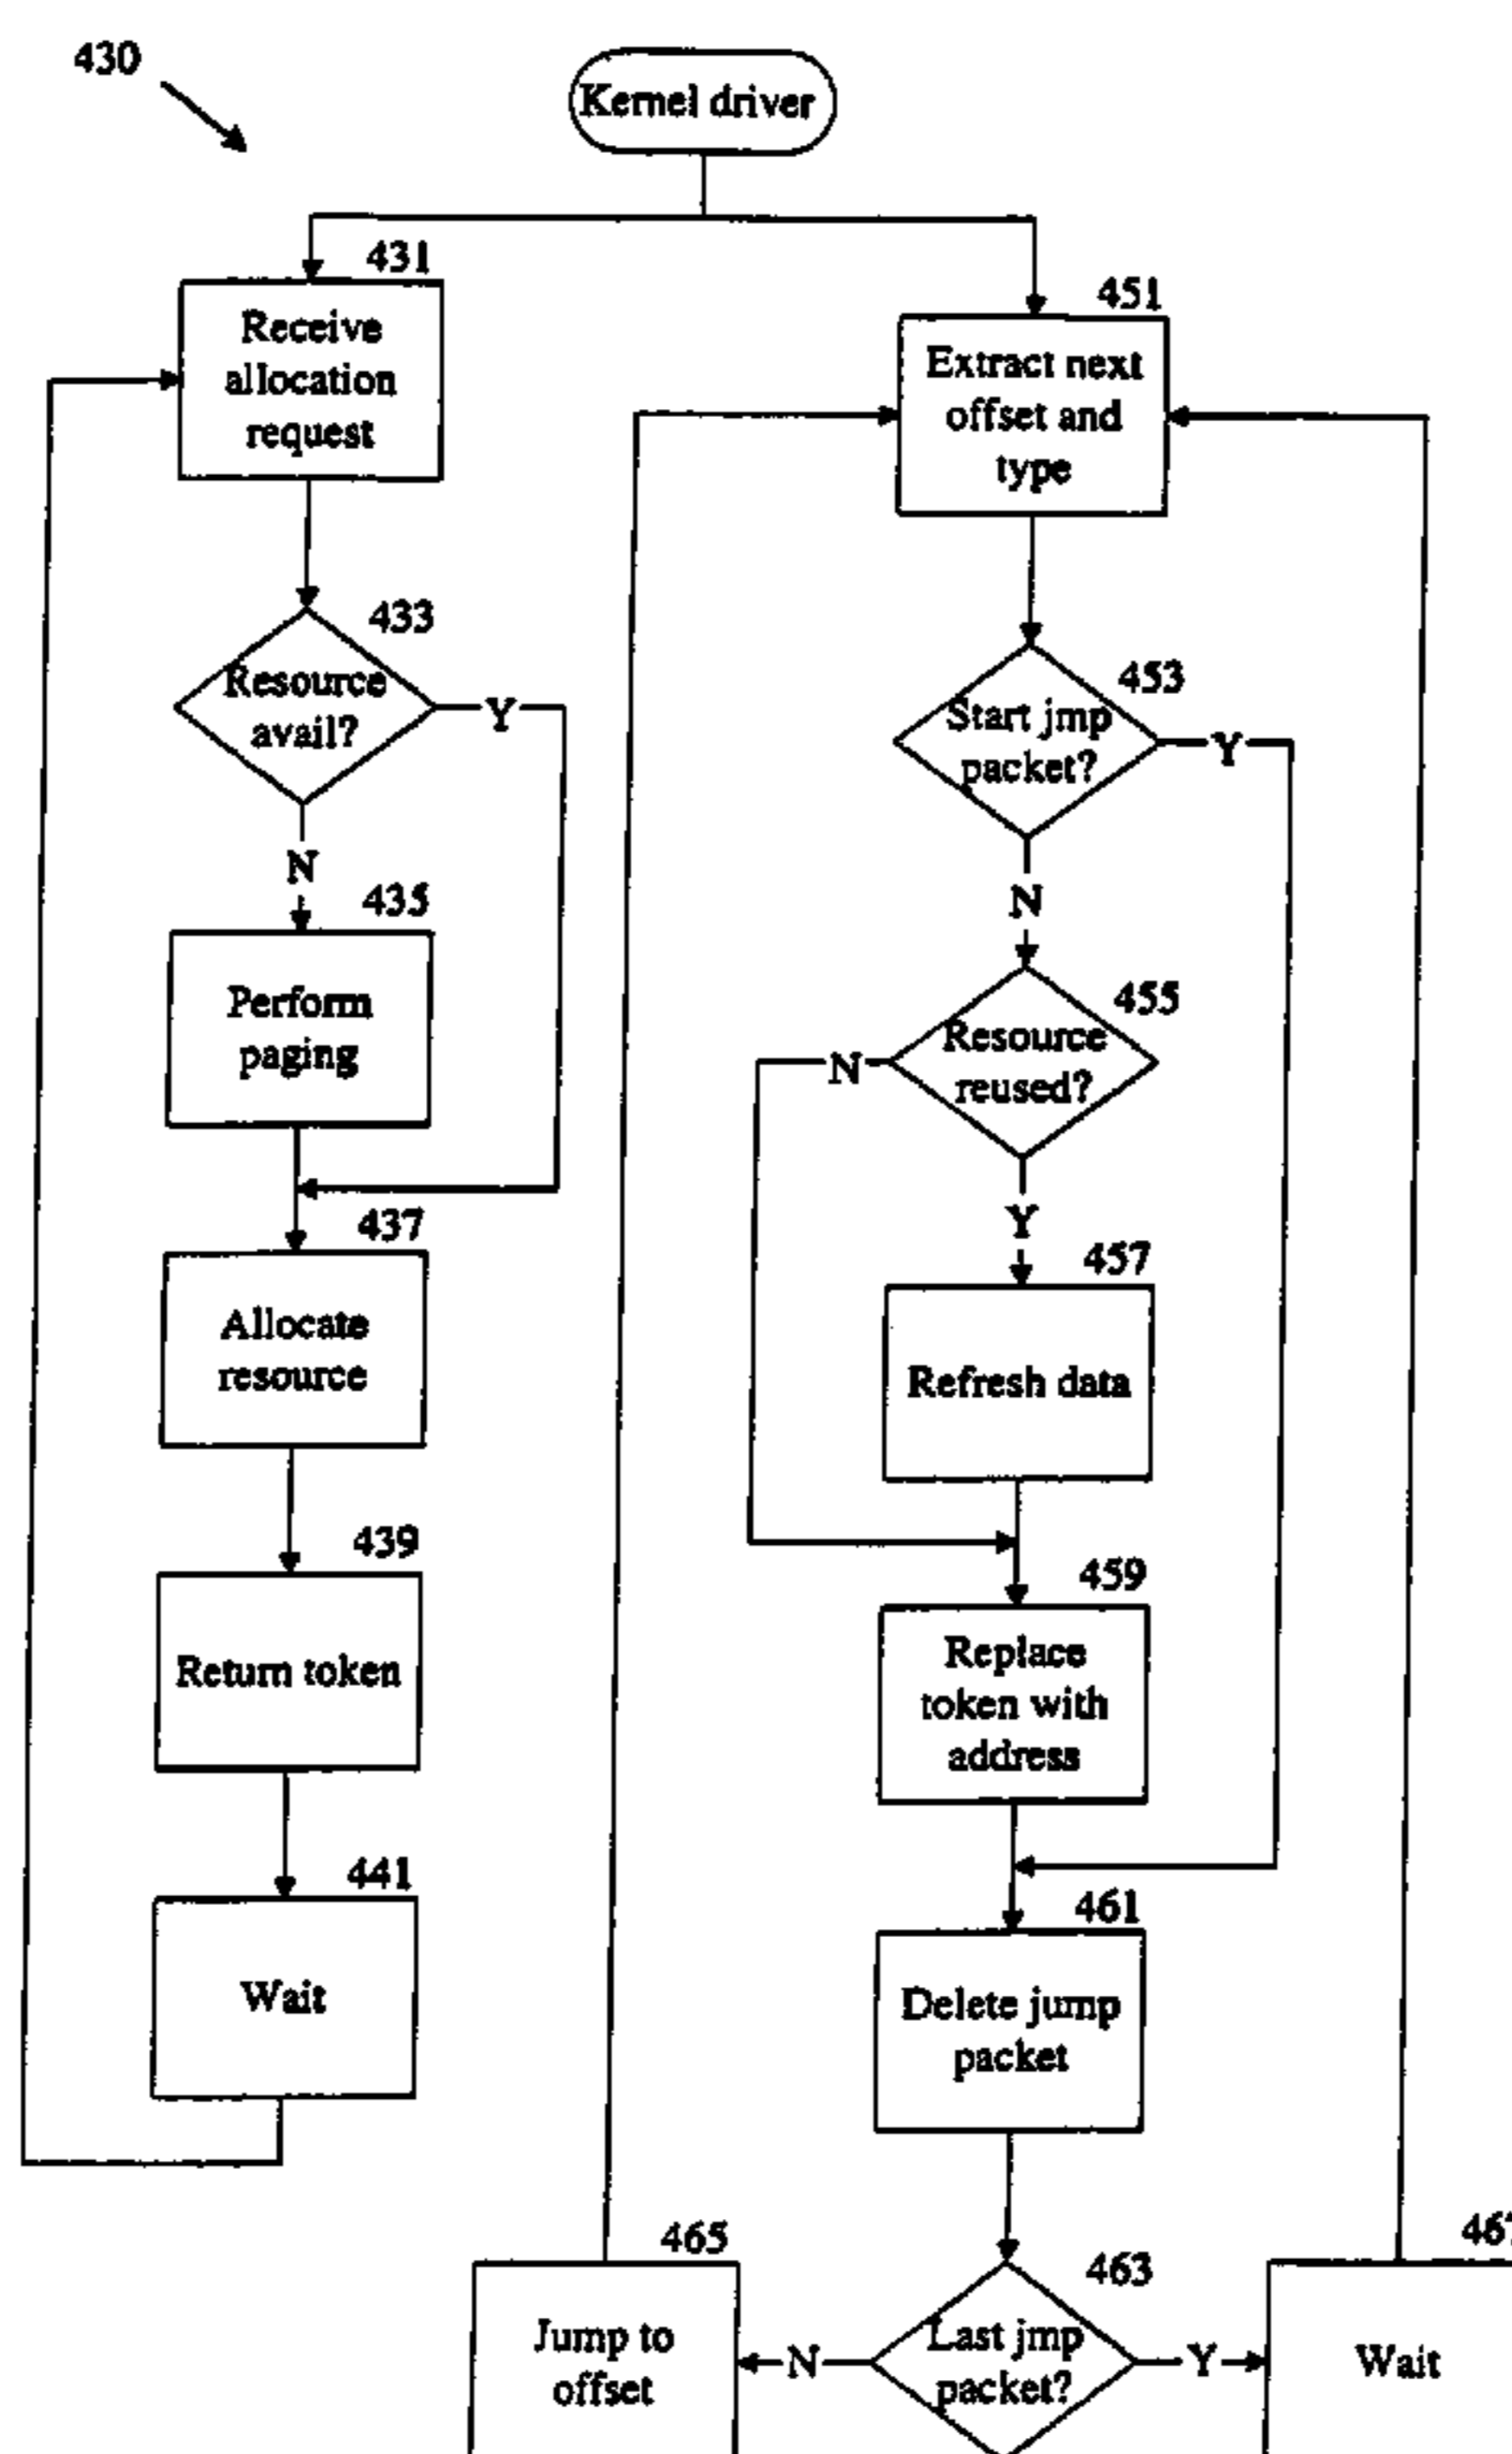 430
Kernel driver
431
Receive
allocation
request
433
Resource
avail?
Y
N
435
Perform
paging
437
Allocate
resource
439
Return token
441
Wait
451
Extract next
offset and
type
453
Start jmp
packet?
Y
N
455
Resource
reused?
N
Y
457
Refresh data
459
Replace
token with
address
461
Delete jump
packet
463
Last jmp
packet?
N
Y
465
Jump to
offset
Wait